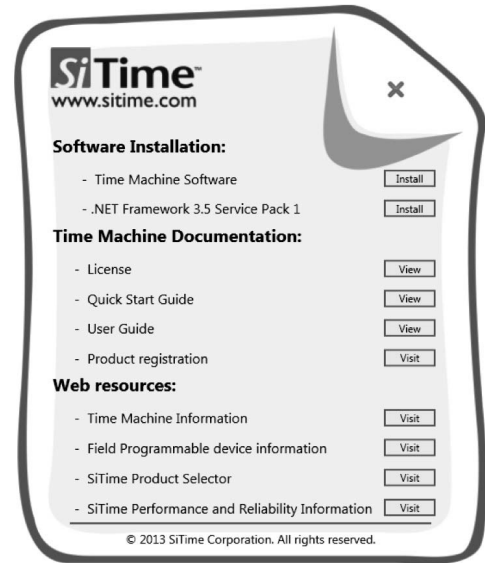 SiTime™
www.sitime.com
Software Installation:
- Time Machine Software Install
- .NET Framework 3.5 Service Pack 1 Install
Time Machine Documentation:
- License View
- Quick Start Guide View
- User Guide View
- Product registration Visit
Web resources:
- Time Machine Information Visit
- Field Programmable device information Visit
- SiTime Product Selector Visit
- SiTime Performance and Reliability Information Visit
© 2013 SiTime Corporation. All rights reserved.